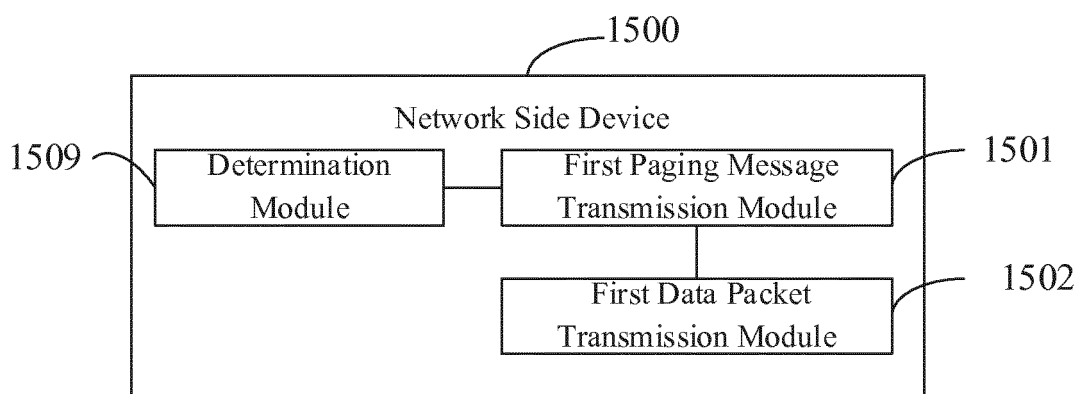 1500
Network Side Device
1509
Determination
Module
First Paging Message
Transmission Module
1501
First Data Packet
Transmission Module
1502